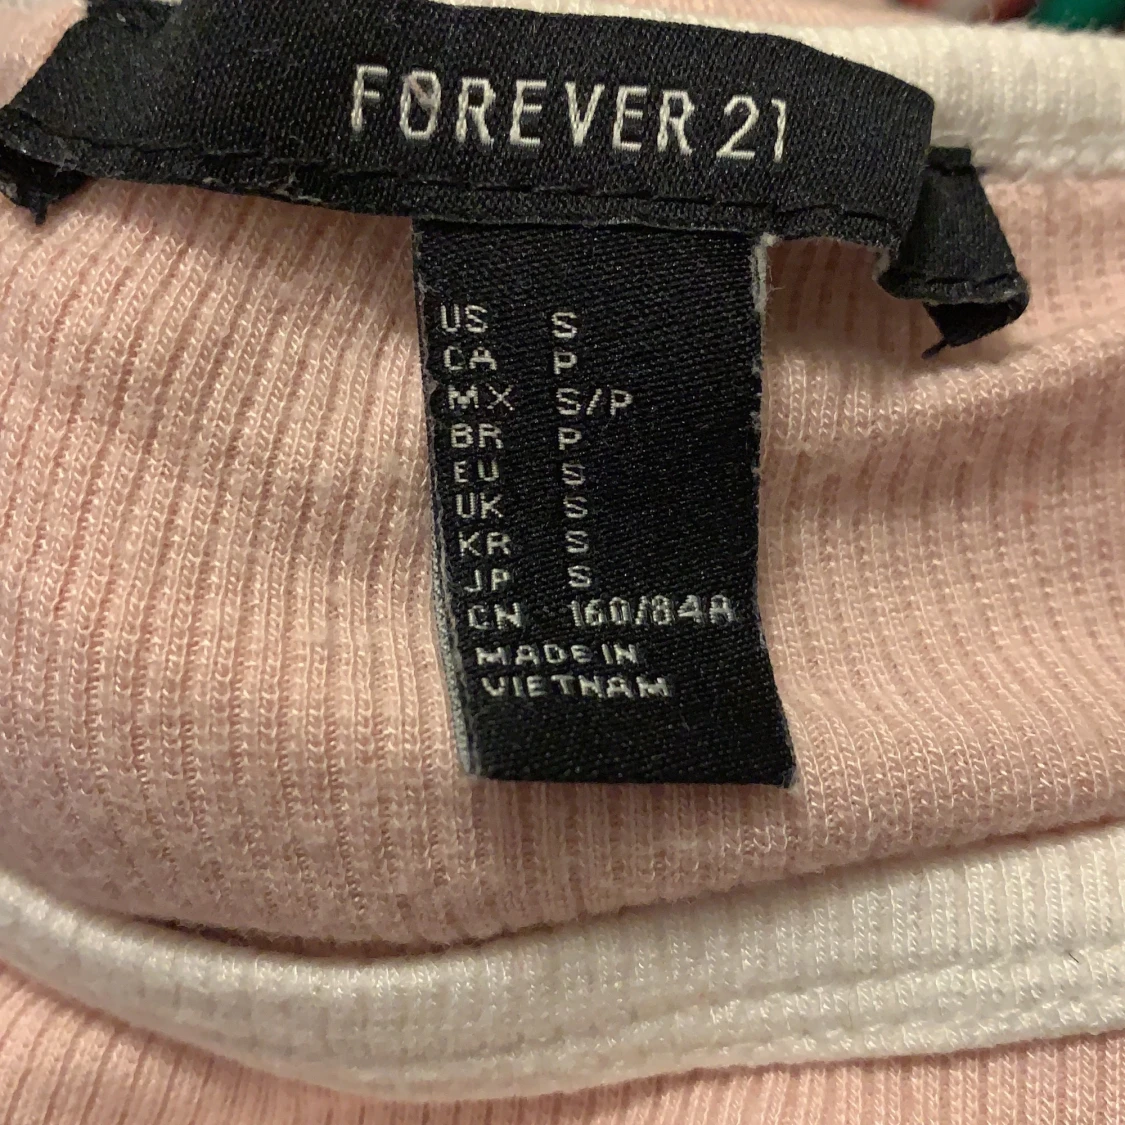 FOREVER 21
US S
CA P
MX S/P
BR P
EU S
UK S
KR S
JP S
CN 160/84A
MADE IN
VIETNAM